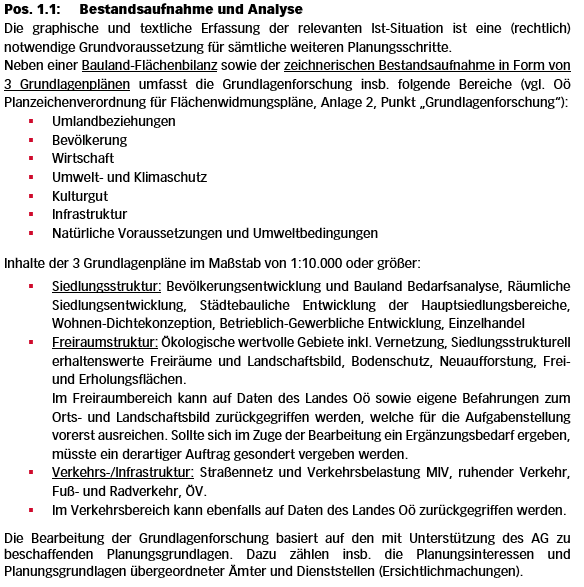 Pos. 1.1: Bestandsaufnahme und Analyse
Die graphische und textliche Erfassung der relevanten Ist-Situation ist eine (rechtlich)
notwendige Grundvoraussetzung für sämtliche weiteren Planungsschritte.
Neben einer Bauland-Flächenbilanz sowie der zeichnerischen Bestandsaufnahme in Form von
3 Grundlagenplänen umfasst die Grundlagenforschung insb. folgende Bereiche (vgl. Oö
Planzeichenverordnung für Flächenwidmungspläne, Anlage 2, Punkt „Grundlagenforschung“):
▪ Umlandbeziehungen
▪ Bevölkerung
▪ Wirtschaft
▪ Umwelt- und Klimaschutz
▪ Kulturgut
▪ Infrastruktur
▪ Natürliche Voraussetzungen und Umweltbedingungen
Inhalte der 3 Grundlagenpläne im Maßstab von 1:10.000 oder größer:
▪ Siedlungsstruktur: Bevölkerungsentwicklung und Bauland Bedarfsanalyse, Räumliche
Siedlungsentwicklung, Städtebauliche Entwicklung der Hauptsiedlungsbereiche,
Wohnen-Dichtekonzeption, Betrieblich-Gewerbliche Entwicklung, Einzelhandel
▪ Freiraumstruktur: Ökologische wertvolle Gebiete inkl. Vernetzung, Siedlungsstrukturell
erhaltenswerte Freiräume und Landschaftsbild, Bodenschutz, Neuaufforstung, Frei-
und Erholungsflächen.
Im Freiraumbereich kann auf Daten des Landes Oö sowie eigene Befahrungen zum
Orts- und Landschaftsbild zurückgegriffen werden, welche für die Aufgabenstellung
vorerst ausreichen. Sollte sich im Zuge der Bearbeitung ein Ergänzungsbedarf ergeben,
müsste ein derartiger Auftrag gesondert vergeben werden.
▪ Verkehrs-/Infrastruktur: Straßennetz und Verkehrsbelastung MIV, ruhender Verkehr,
Fuß- und Radverkehr, ÖV.
▪ Im Verkehrsbereich kann ebenfalls auf Daten des Landes Oö zurückgegriffen werden.
Die Bearbeitung der Grundlagenforschung basiert auf den mit Unterstützung des AG zu
beschaffenden Planungsgrundlagen. Dazu zählen insb. die Planungsinteressen und
Planungsgrundlagen übergeordneter Ämter und Dienststellen (Ersichtlichmachungen).